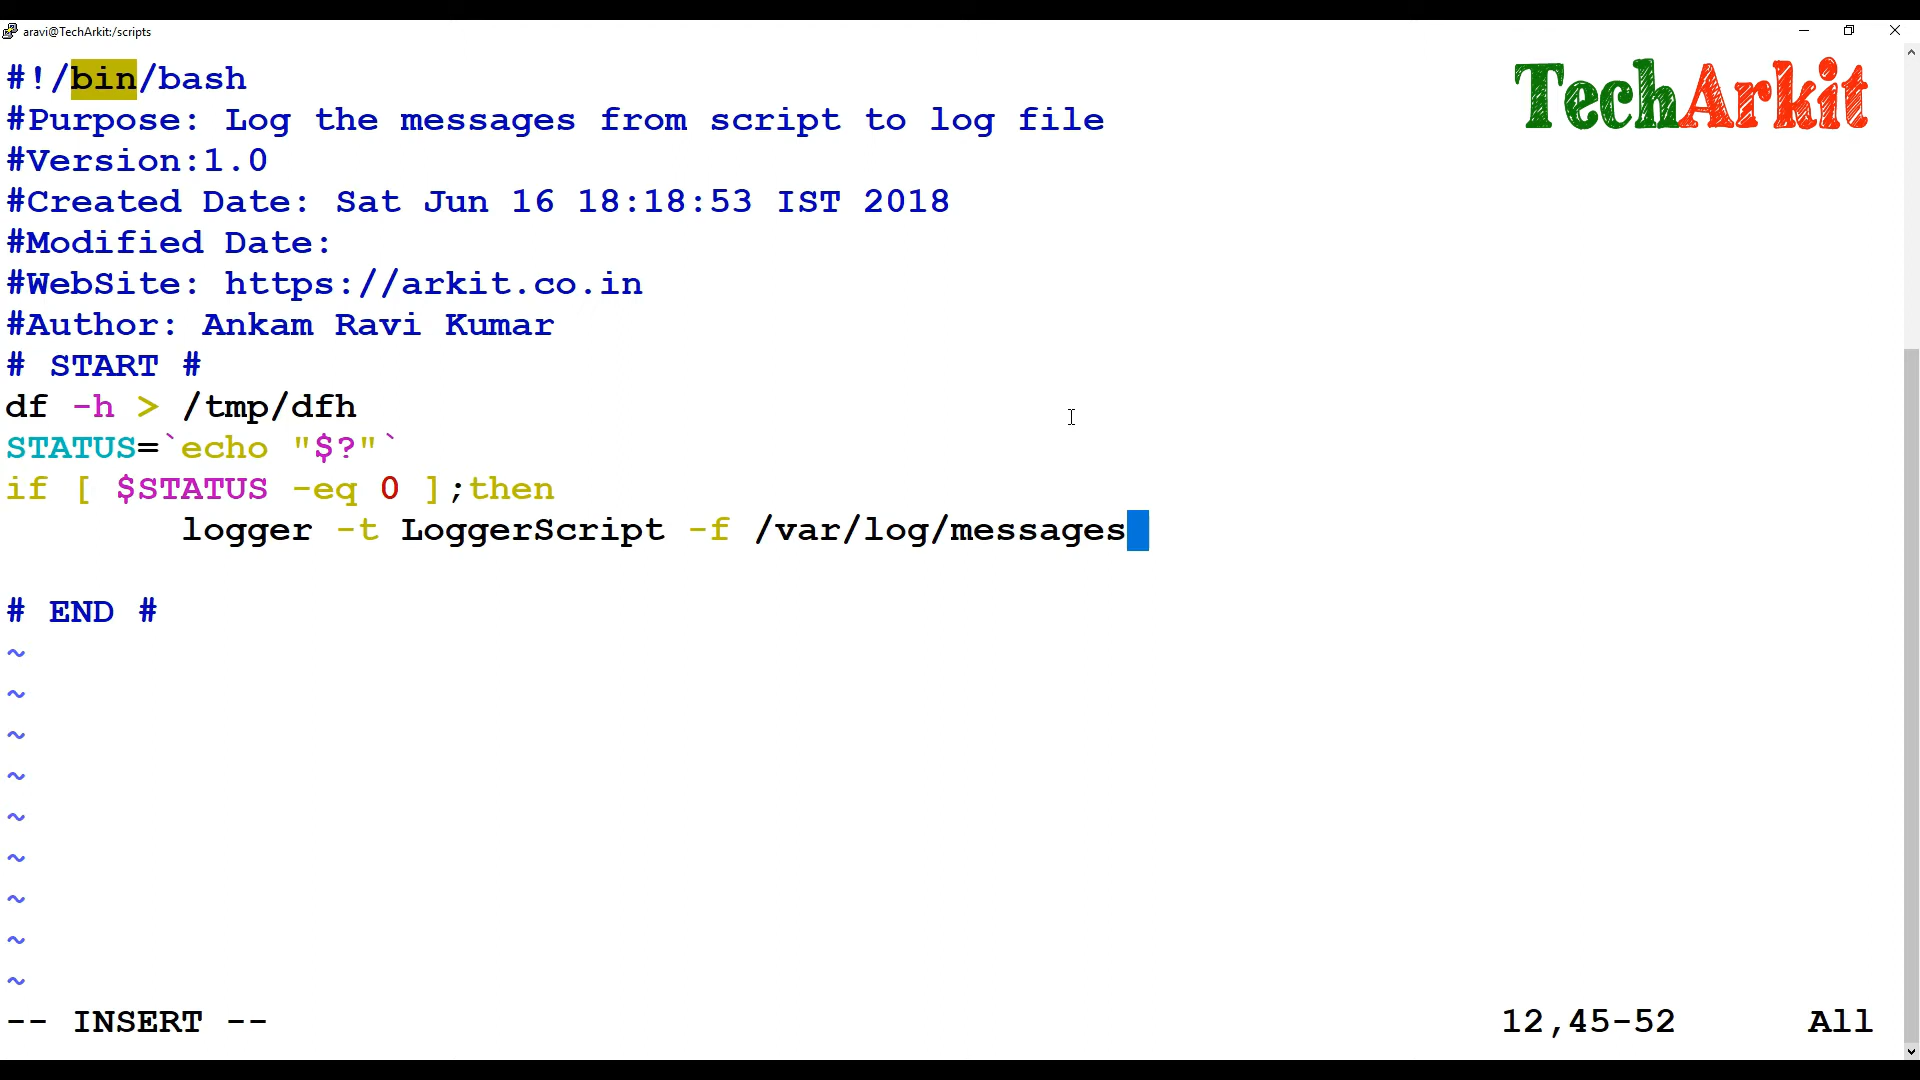 aravi@TechArkit:/scripts
TechArkit
#!/bin/bash
#Purpose: Log the messages from script to log file
#Version:1.0
#Created Date: Sat Jun 16 18:18:53 IST 2018
#Modified Date:
#WebSite: https://arkit.co.in
#Author: Ankam Ravi Kumar
# START #
df -h > /tmp/dfh
STATUS=`echo "$?"`
if [ $STATUS -eq 0 ];then
        logger -t LoggerScript -f /var/log/messages

# END #
~
~
~
~
~
~
~
~
~
-- INSERT -- 12,45-52 All